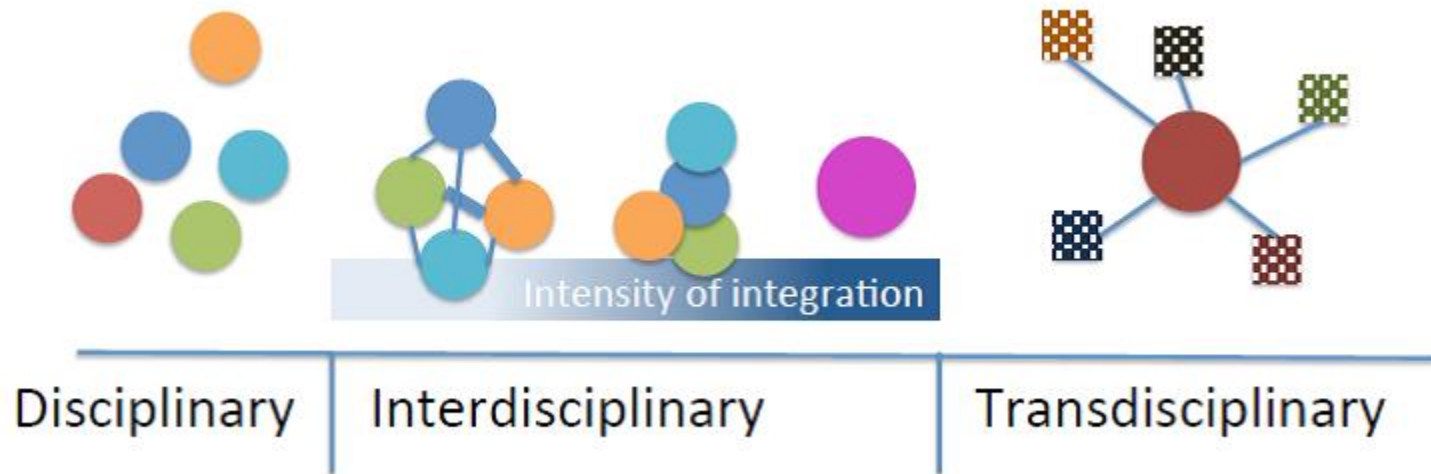 Intensity of integration
Disciplinary
Interdisciplinary
Transdisciplinary